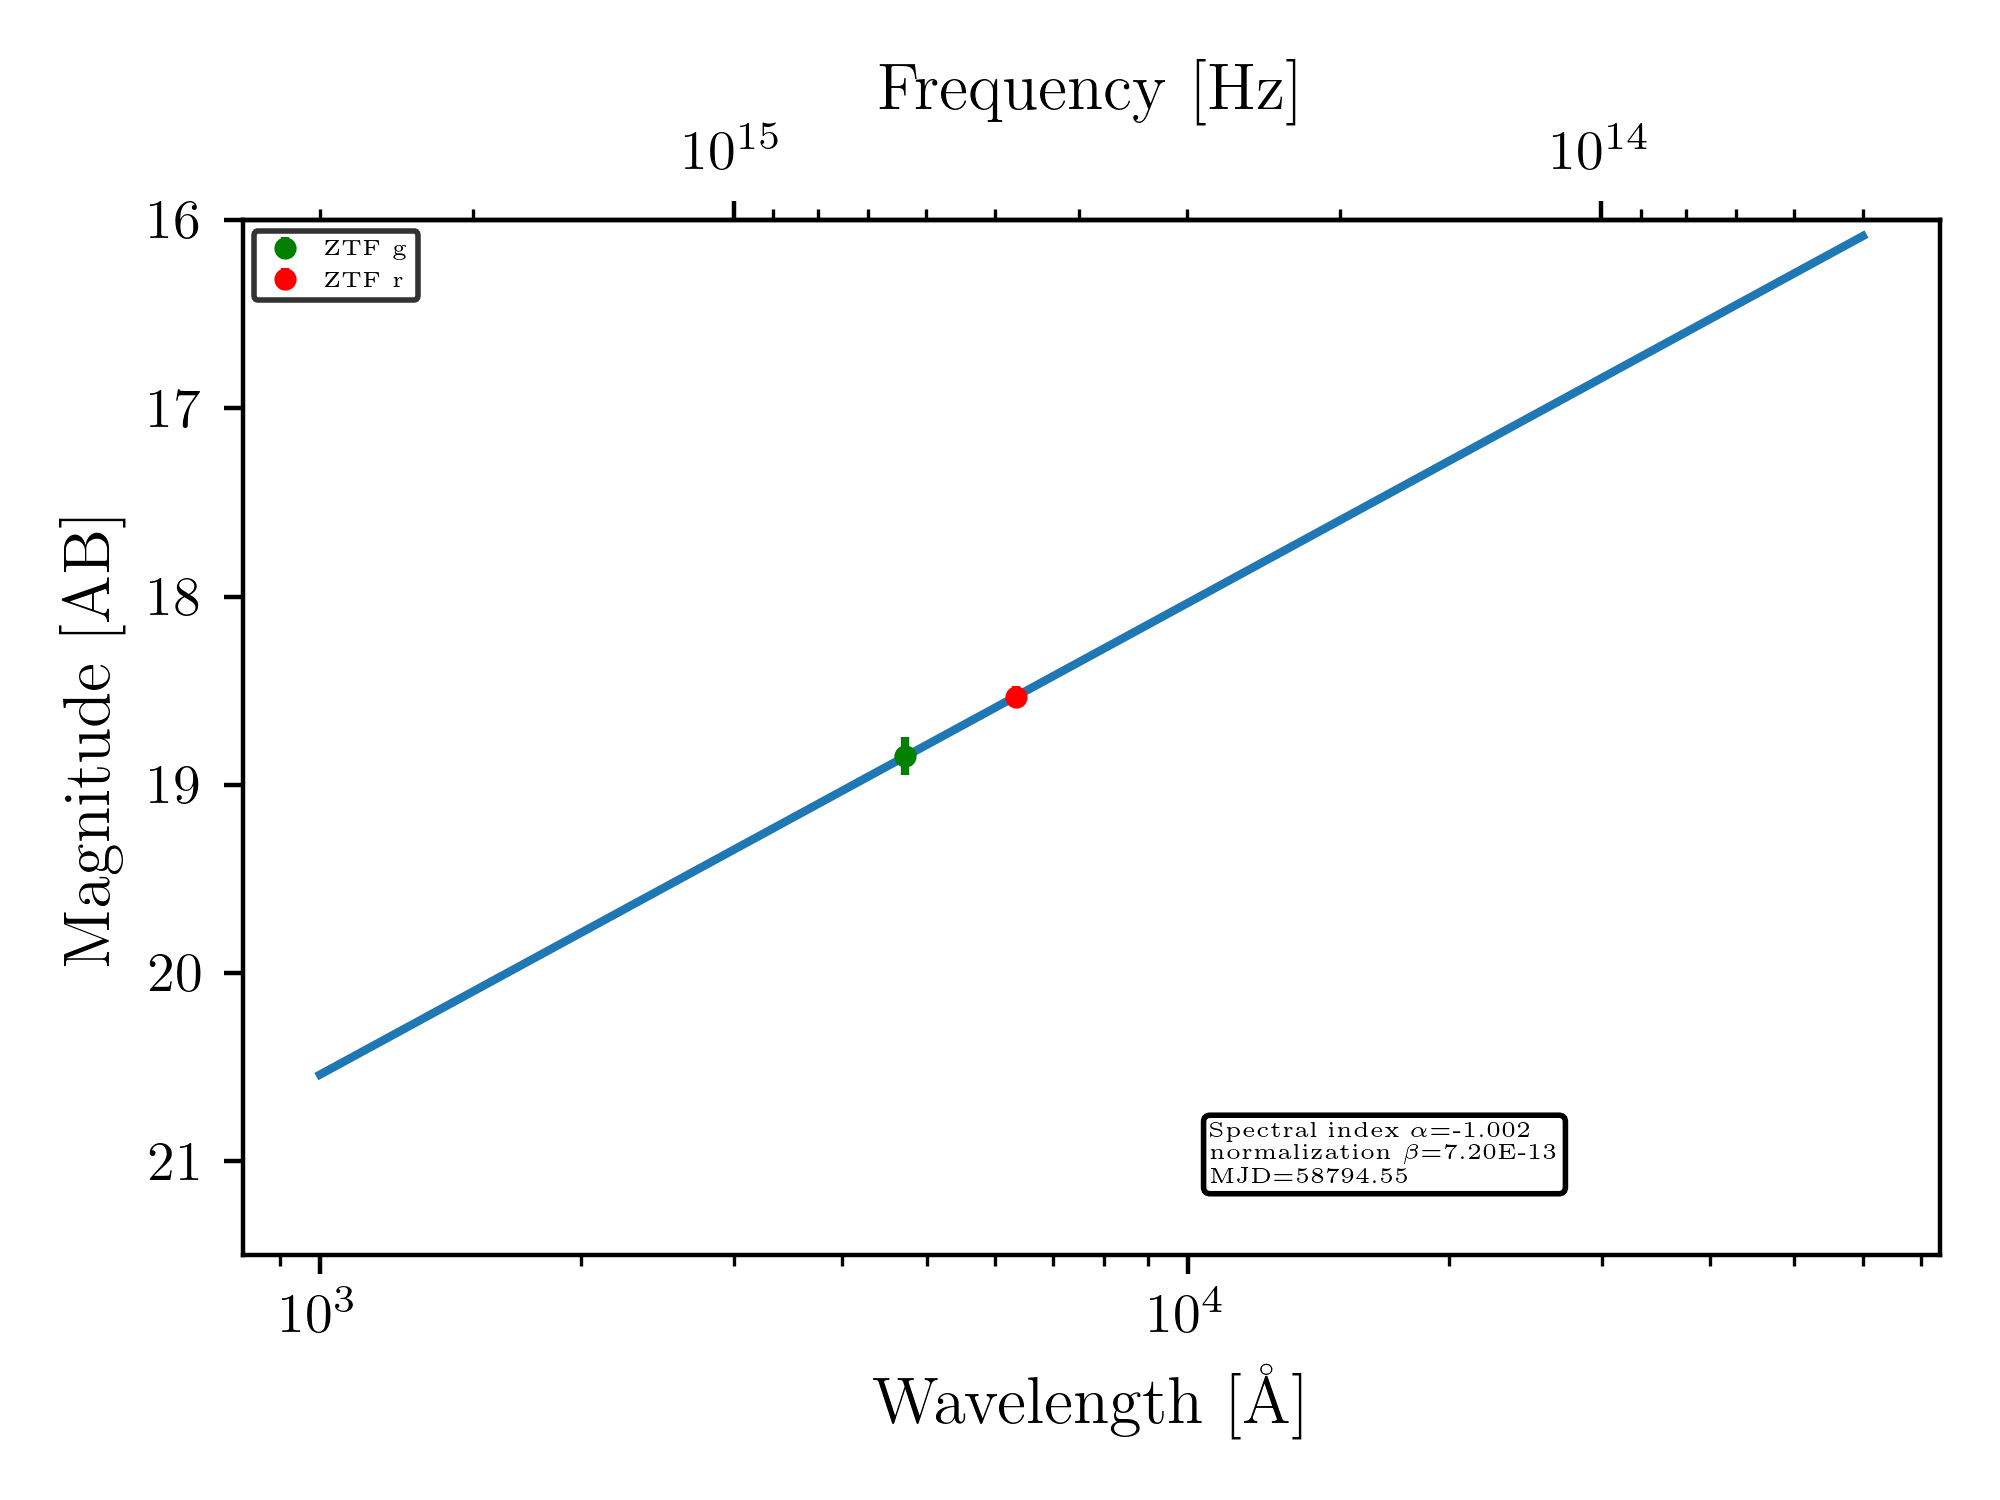 Frequency [Hz]
10^15 10^14
16
17
18
19
20
21
Magnitude [AB]
ZTF g
ZTF r
Spectral index α=-1.002
normalization β=7.20E-13
MJD=58794.55
10^3 10^4
Wavelength [Å]